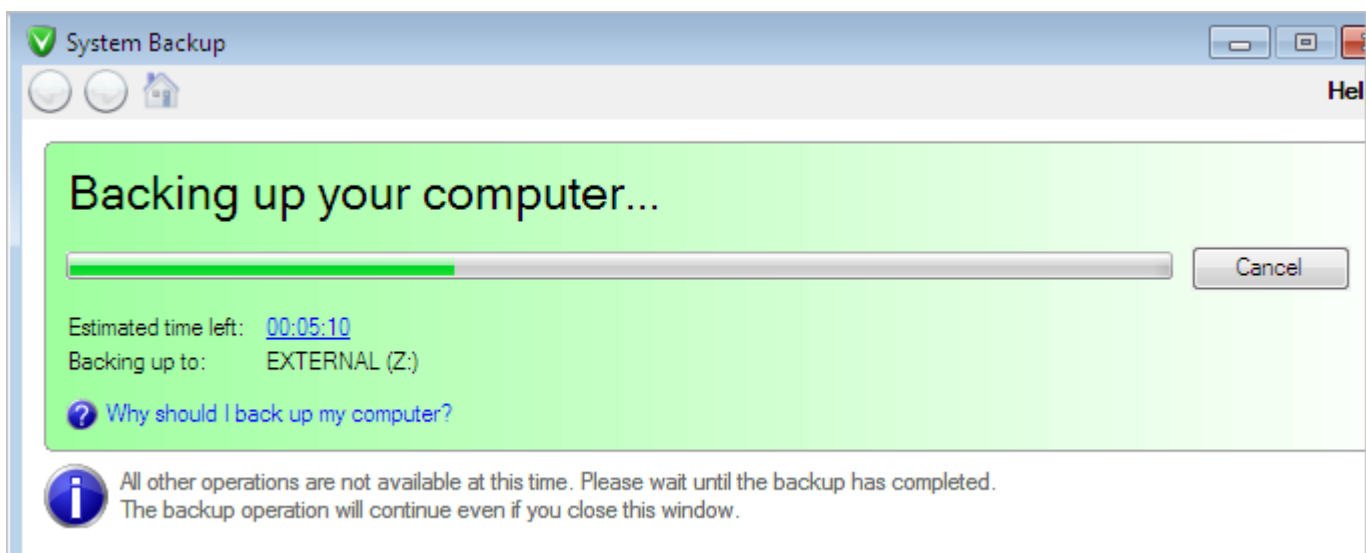 System Backup
Hel
Backing up your computer...
Cancel
Estimated time left: 00:05:10
Backing up to: EXTERNAL (Z:)
Why should I back up my computer?
All other operations are not available at this time. Please wait until the backup has completed.
The backup operation will continue even if you close this window.